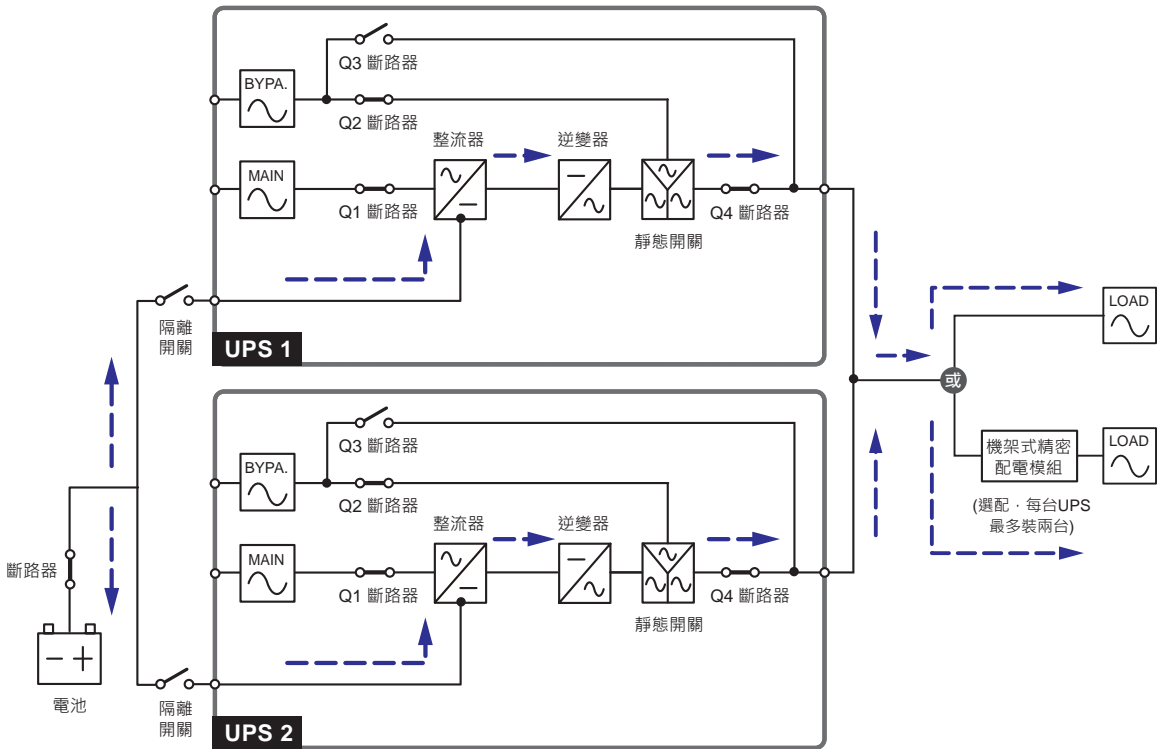 Q3 斷路器
BYPA.
Q2 斷路器
整流器
逆變器
MAIN
Q1 斷路器
Q4 斷路器
靜態開關
隔離
開關
UPS 1
LOAD
或
Q3 斷路器
BYPA.
Q2 斷路器
整流器
逆變器
MAIN
Q1 斷路器
Q4 斷路器
靜態開關
機架式精密
配電模組
LOAD
(選配，每台UPS
最多裝兩台)
斷路器
電池
隔離
開關
UPS 2